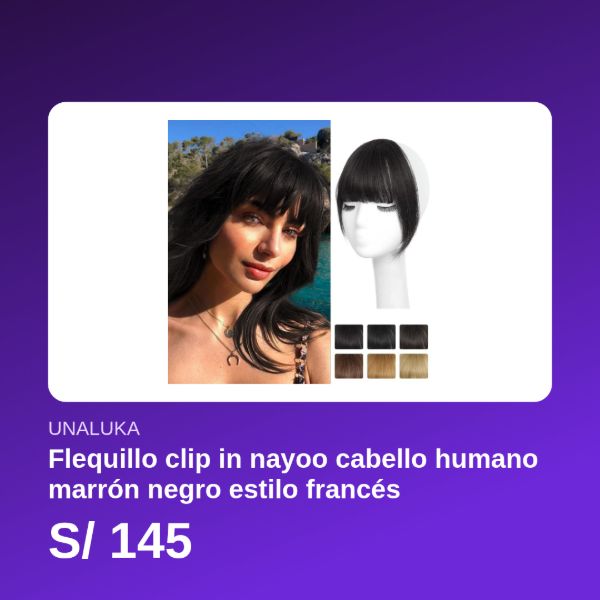 UNALUKA
Flequillo clip in nayoo cabello humano
marrón negro estilo francés
S/ 145